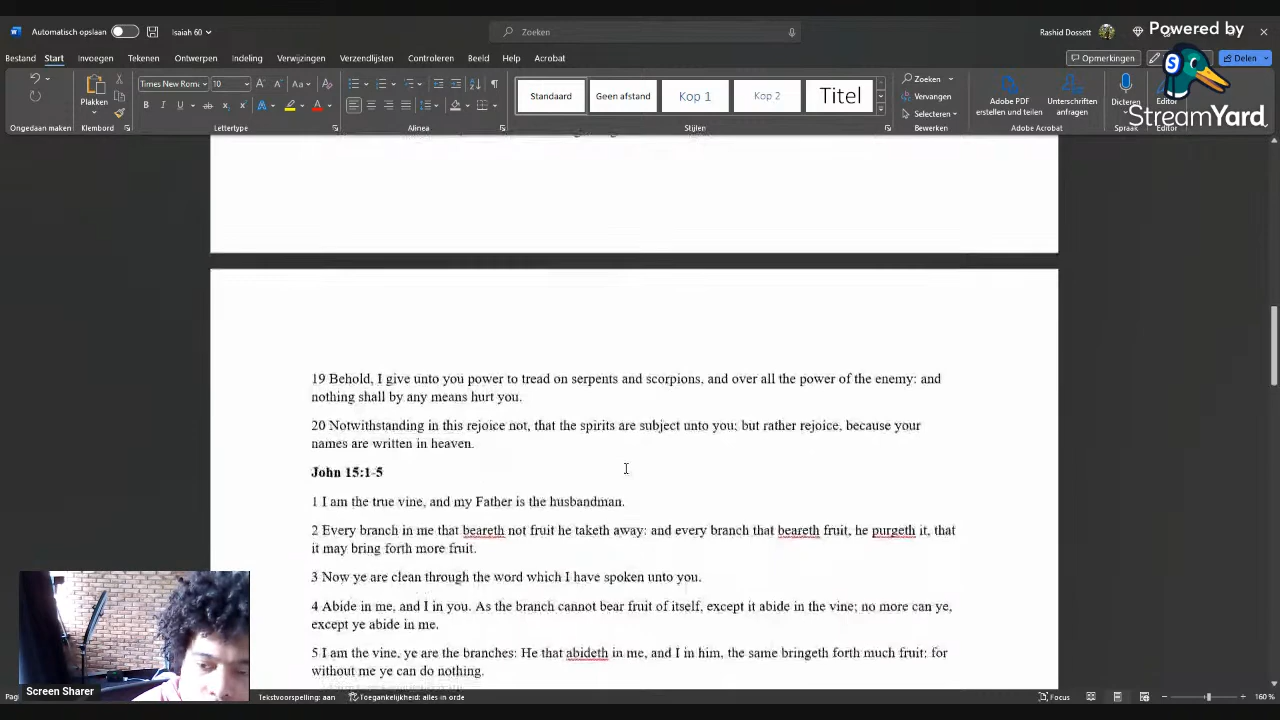 Powered by
StreamYard
Automatisch opslaan
Isaiah 60
Zoeken
Rashid Dossett
Bestand Start Invoegen Tekenen Ontwerpen Indeling Verwijzingen Verzendlijsten Controleren Beeld Help Acrobat
Opmerkingen
Delen
Times New Roma
10
Plakken
Standaard
Geen afstand
Kop 1
Kop 2
Titel
Zoeken
Vervangen
Selecteren
Adobe PDF
erstellen und teilen
Unterschriften
anfragen
Dicteren
Editor
Ongedaan maken
Klembord
Lettertype
Alinea
Stijlen
Bewerken
Adobe Acrobat
Spraak
Editor
19 Behold, I give unto you power to tread on serpents and scorpions, and over all the power of the enemy: and
nothing shall by any means hurt you.
20 Notwithstanding in this rejoice not, that the spirits are subject unto you; but rather rejoice, because your
names are written in heaven.
John 15:1-5
1 I am the true vine, and my Father is the husbandman.
2 Every branch in me that beareth not fruit he taketh away: and every branch that beareth fruit, he purgeth it, that
it may bring forth more fruit.
3 Now ye are clean through the word which I have spoken unto you.
4 Abide in me, and I in you. As the branch cannot bear fruit of itself, except it abide in the vine; no more can ye,
except ye abide in me.
5 I am the vine, ye are the branches: He that abideth in me, and I in him, the same bringeth forth much fruit: for
without me ye can do nothing.
Screen Sharer
Pag
Tekstvoorspelling: aan
Toegankelijkheid: alles in orde
Focus
160 %